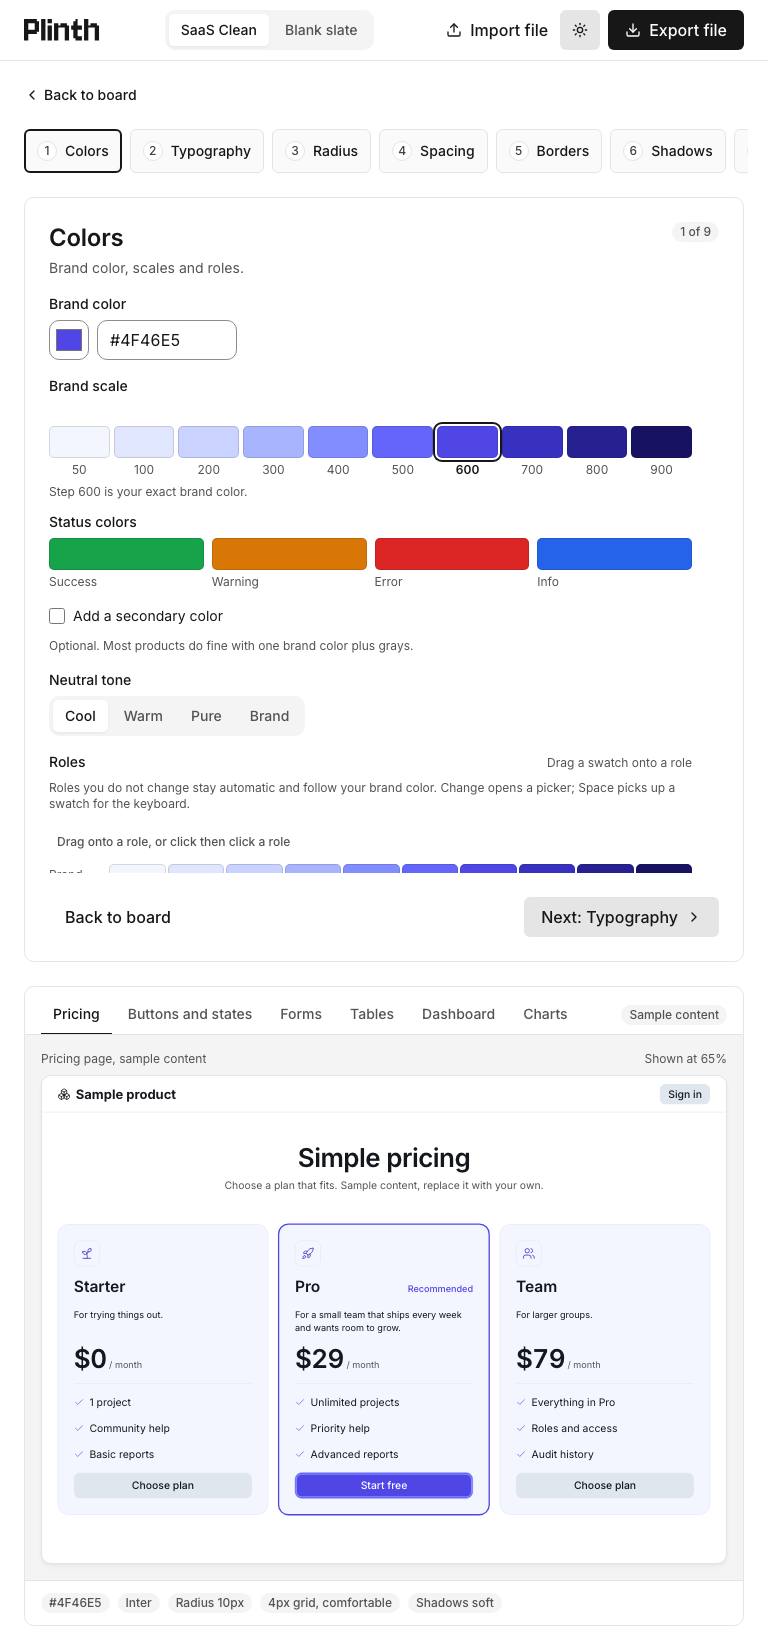 Plinth
SaaS Clean
Blank slate
Import file
Export file
Back to board
1 Colors
2 Typography
3 Radius
4 Spacing
5 Borders
6 Shadows
Colors
1 of 9
Brand color, scales and roles.
Brand color
#4F46E5
Brand scale
50 100 200 300 400 500 600 700 800 900
Step 600 is your exact brand color.
Status colors
Success Warning Error Info
Add a secondary color
Optional. Most products do fine with one brand color plus grays.
Neutral tone
Cool Warm Pure Brand
Roles
Drag a swatch onto a role
Roles you do not change stay automatic and follow your brand color. Change opens a picker; Space picks up a
swatch for the keyboard.
Drag onto a role, or click then click a role
Brand
Back to board
Next: Typography
Pricing Buttons and states Forms Tables Dashboard Charts
Sample content
Pricing page, sample content
Shown at 65%
Sample product
Sign in
Simple pricing
Choose a plan that fits. Sample content, replace it with your own.
Starter
For trying things out.
$0 / month
1 project
Community help
Basic reports
Choose plan
Pro
Recommended
For a small team that ships every week
and wants room to grow.
$29 / month
Unlimited projects
Priority help
Advanced reports
Start free
Team
For larger groups.
$79 / month
Everything in Pro
Roles and access
Audit history
Choose plan
#4F46E5
Inter
Radius 10px
4px grid, comfortable
Shadows soft